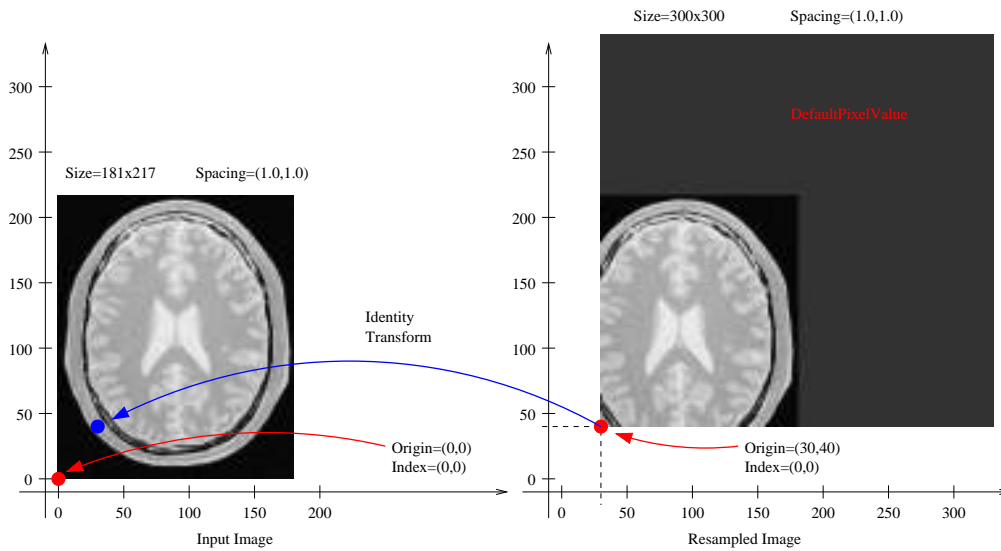 Size=300x300 Spacing=(1.0,1.0)
300
250
200
150
100
50
0
Size=181x217 Spacing=(1.0,1.0)
0 50 100 150 200
Input Image
Identity
Transform
Origin=(0,0)
Index=(0,0)
300
250
200
150
100
50
0
DefaultPixelValue
Origin=(30,40)
Index=(0,0)
0 50 100 150 200 250 300
Resampled Image